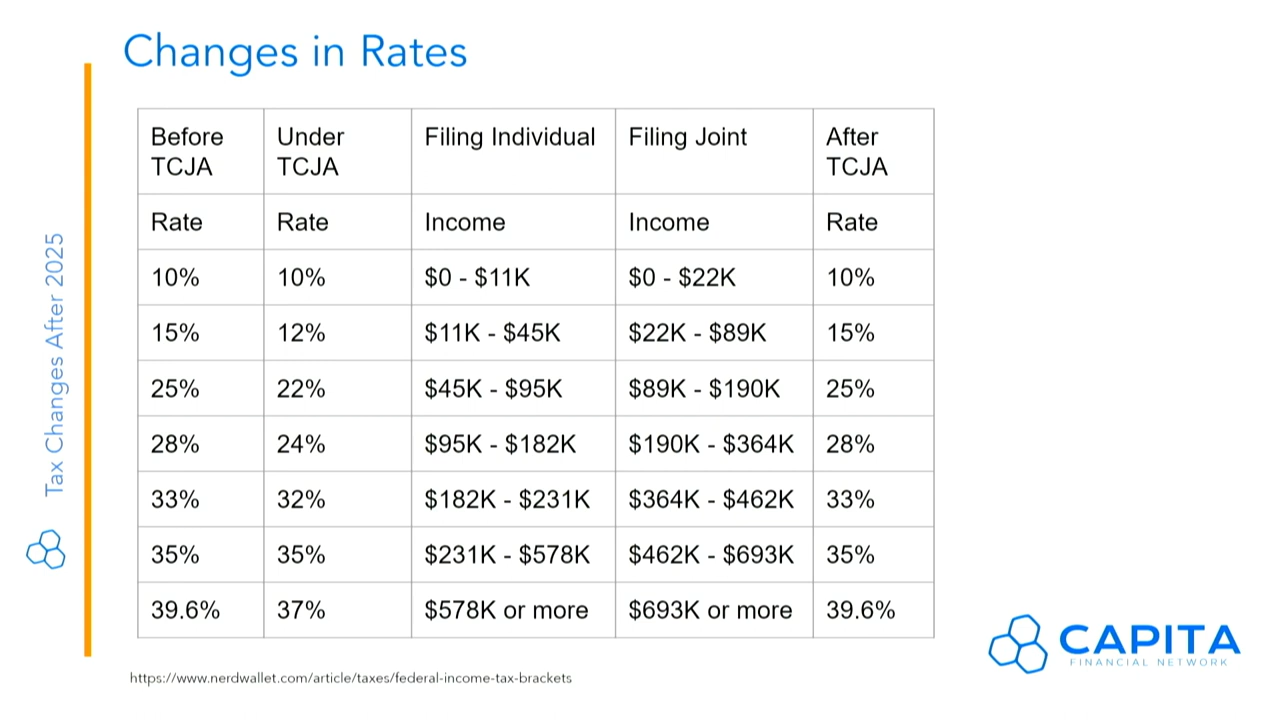 Changes in Rates
Tax Changes After 2025
Before TCJA Under TCJA Filing Individual Filing Joint After TCJA
Rate Rate Income Income Rate
10% 10% $0 - $11K $0 - $22K 10%
15% 12% $11K - $45K $22K - $89K 15%
25% 22% $45K - $95K $89K - $190K 25%
28% 24% $95K - $182K $190K - $364K 28%
33% 32% $182K - $231K $364K - $462K 33%
35% 35% $231K - $578K $462K - $693K 35%
39.6% 37% $578K or more $693K or more 39.6%
https://www.nerdwallet.com/article/taxes/federal-income-tax-brackets
CAPITA
FINANCIAL NETWORK